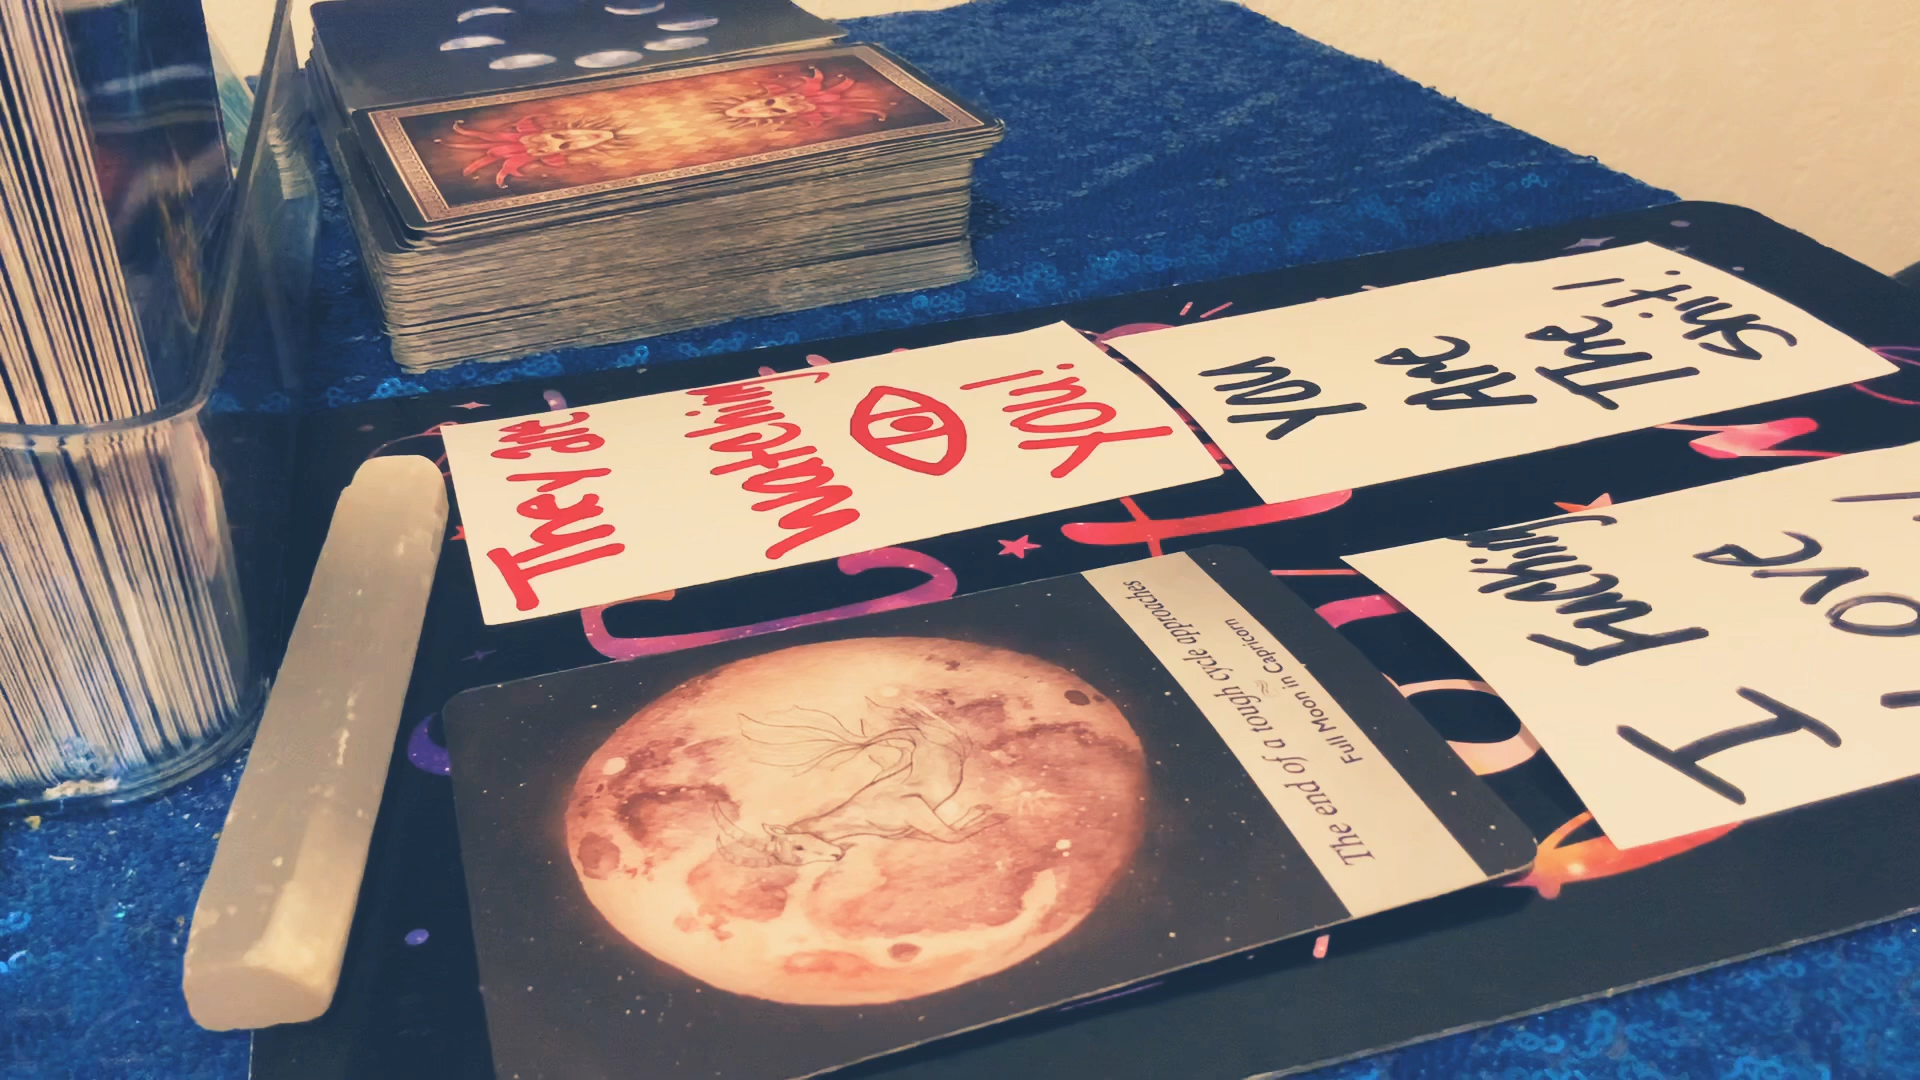 They are
Watching
You!
You
Are
The
Shit!
I Fucking
Love
The end of a tough cycle approaches
Full Moon in Capricorn